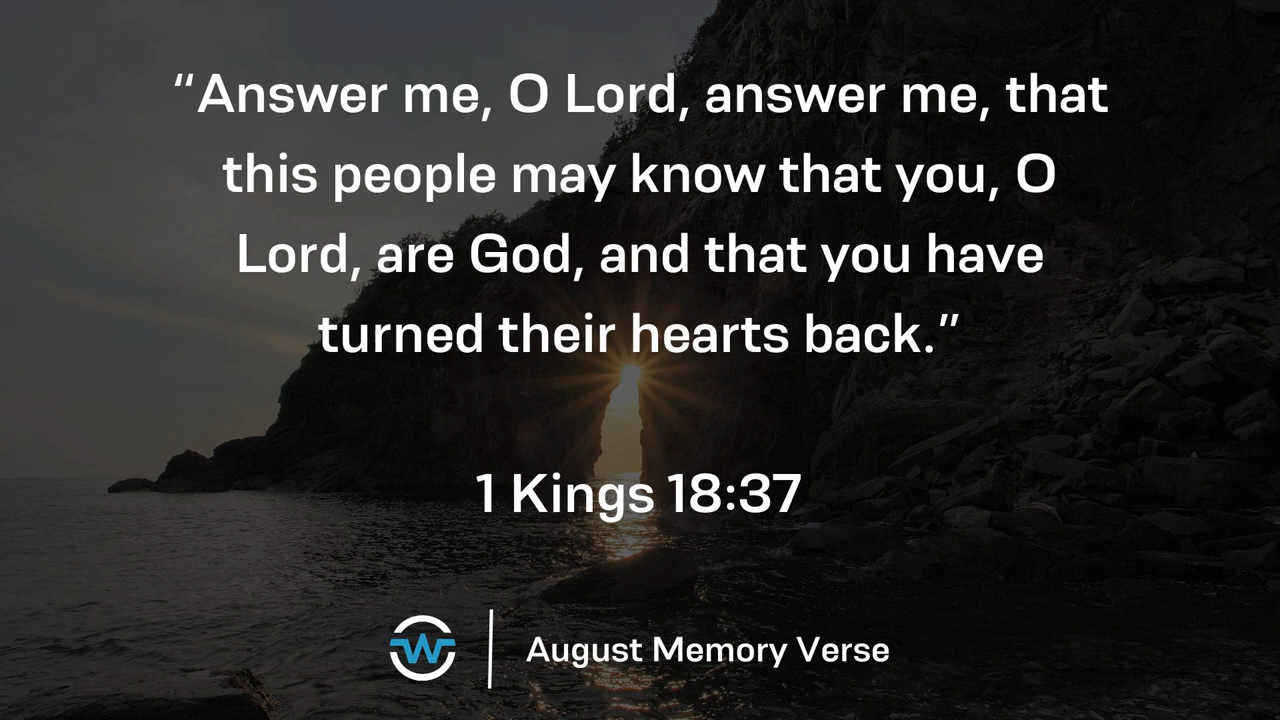 “Answer me, O Lord, answer me, that
this people may know that you, O
Lord, are God, and that you have
turned their hearts back.”
1 Kings 18:37
W
August Memory Verse